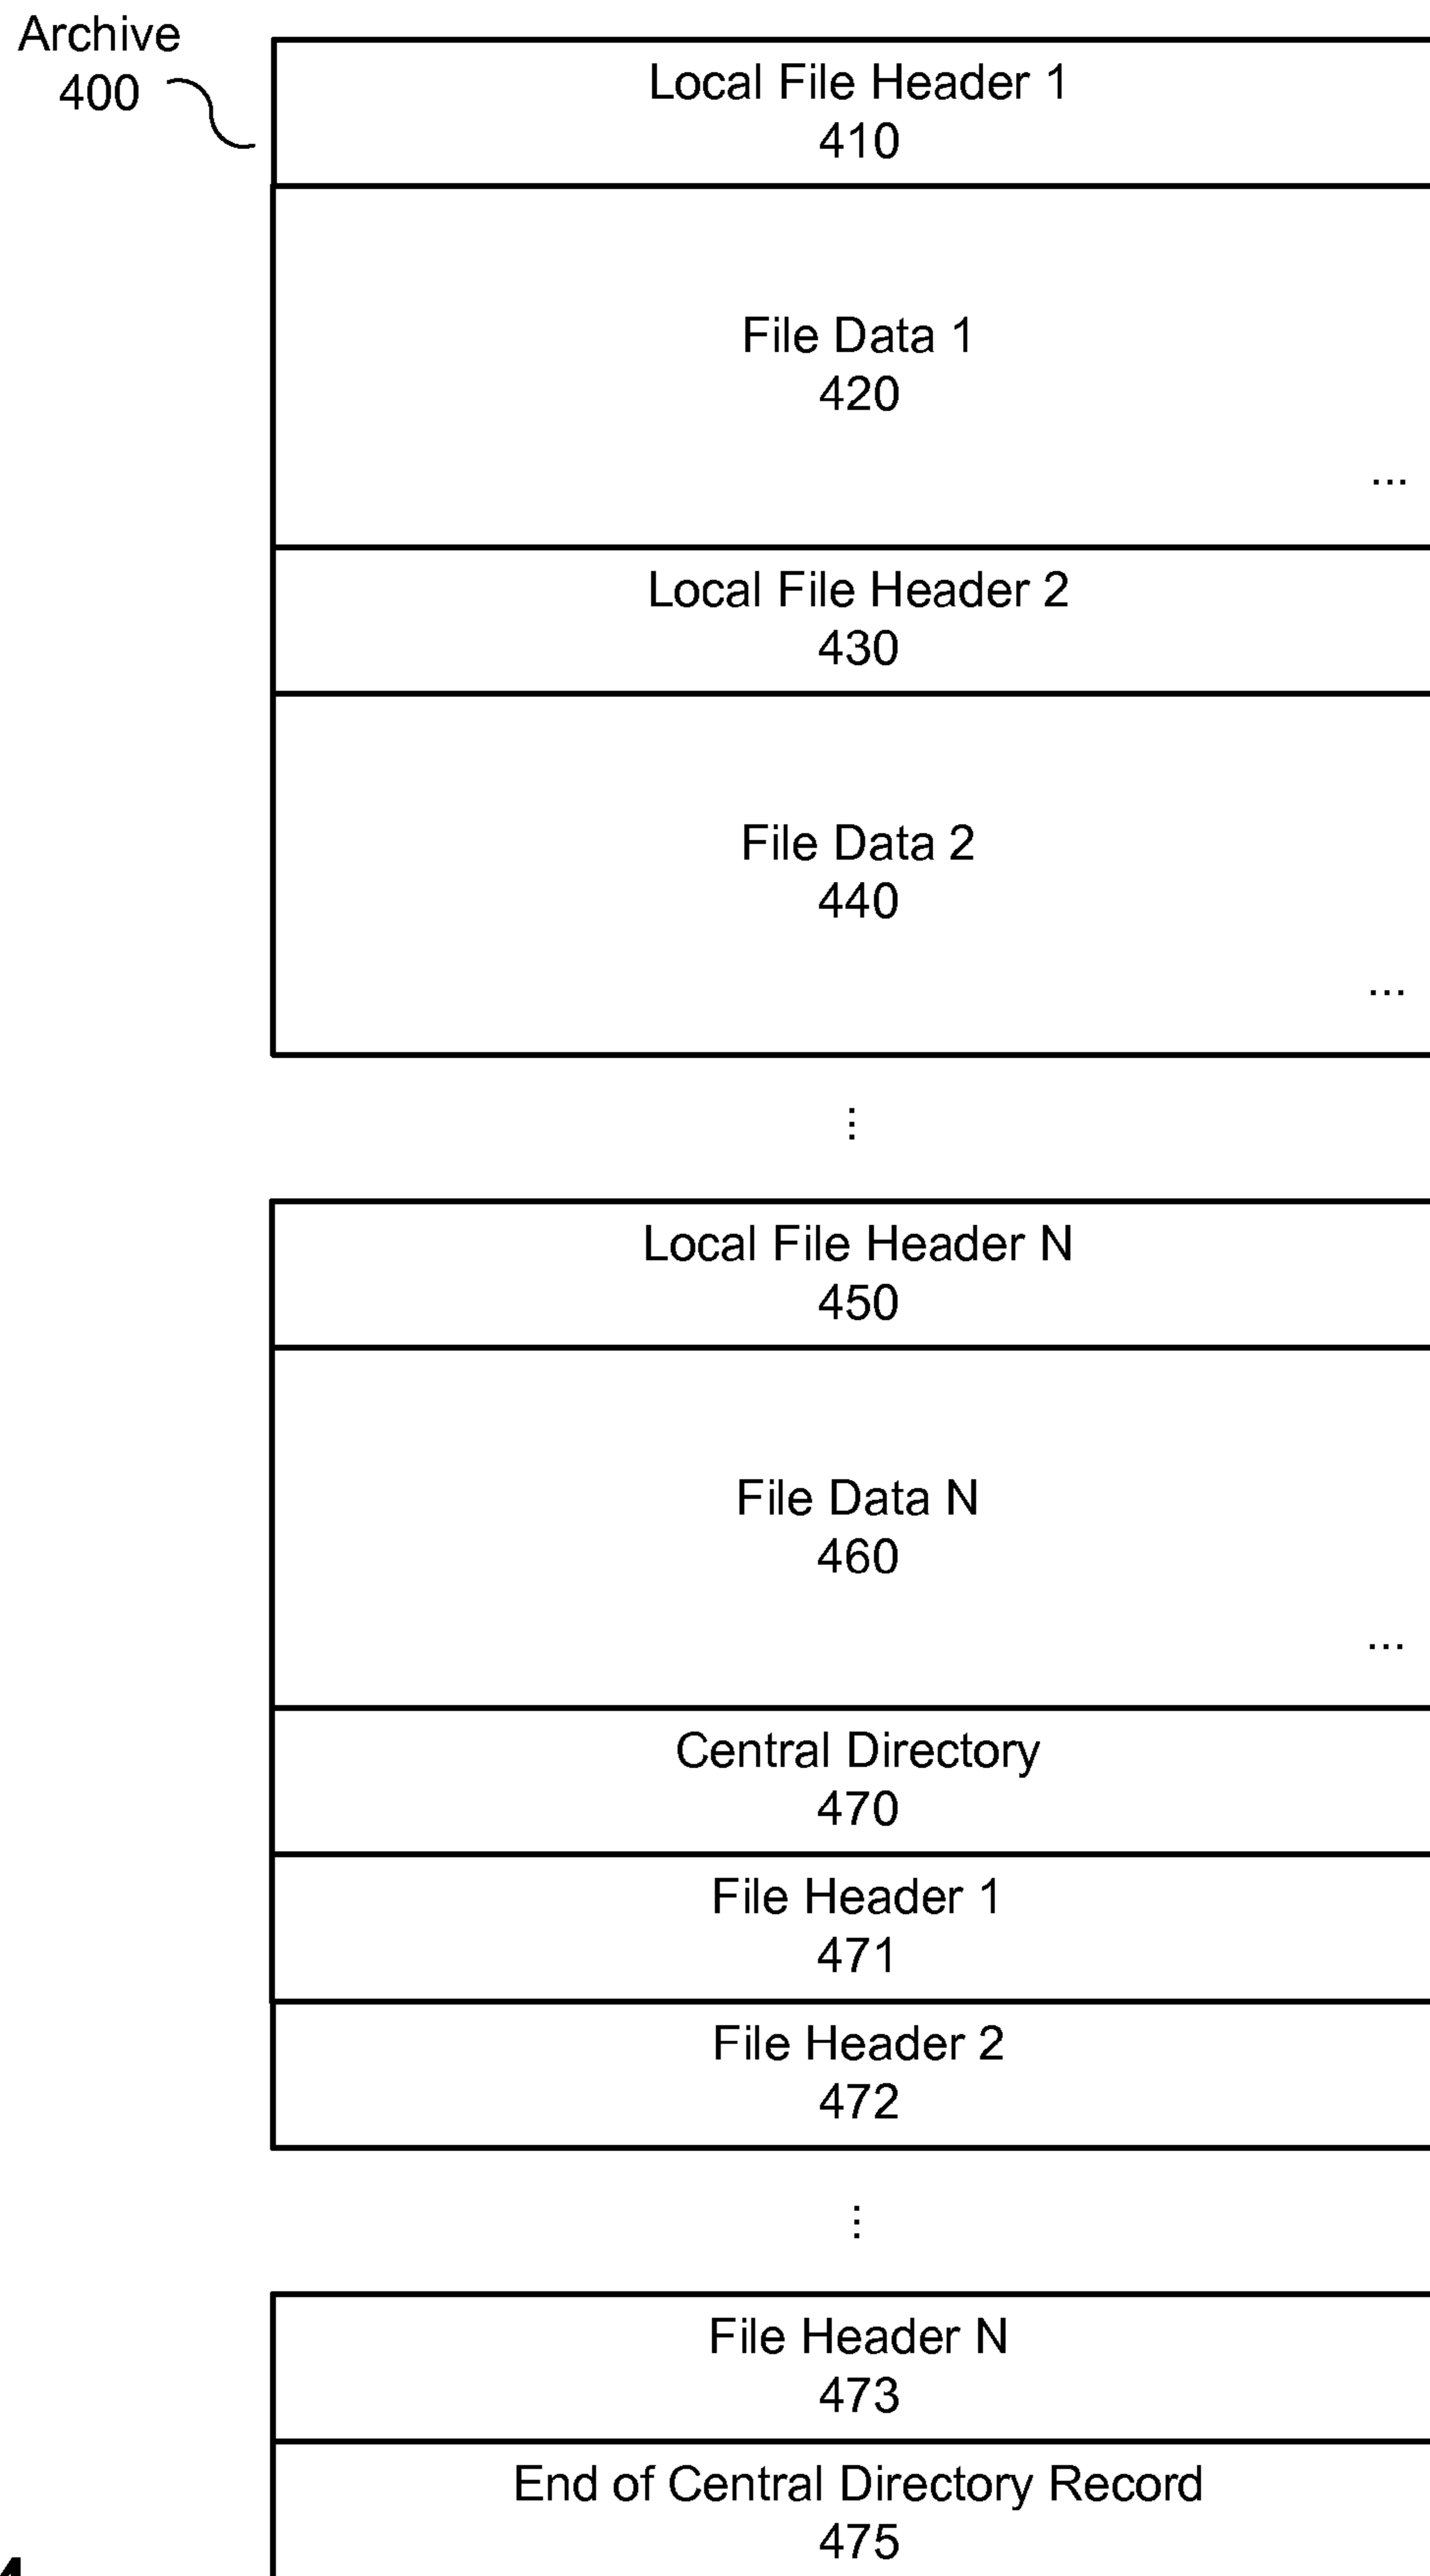 Archive
400
Local File Header 1
410
File Data 1
420
...
Local File Header 2
430
File Data 2
440
...
⋮
Local File Header N
450
File Data N
460
...
Central Directory
470
File Header 1
471
File Header 2
472
⋮
File Header N
473
End of Central Directory Record
475
4